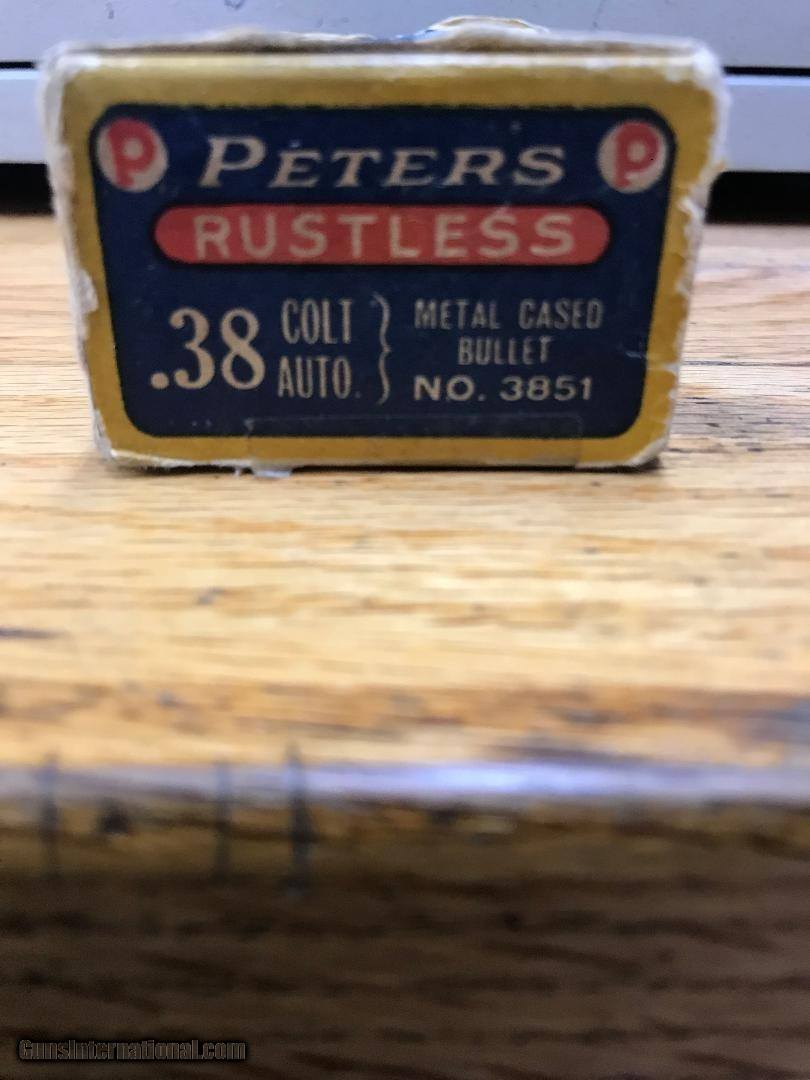 P PETERS P
RUSTLESS
.38 COLT AUTO. } METAL CASED
BULLET
NO. 3851
GunsInternational.com